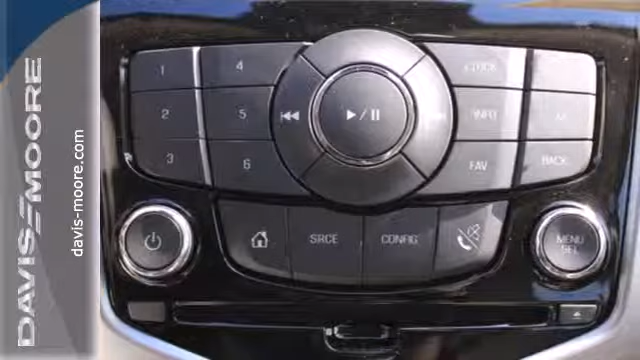 DAVIS-MOORE
davis-moore.com
1
4
CLOCK
2
5
INFO
3
6
FAV
BACK
SRCE
CONFIG
MENU
SEL